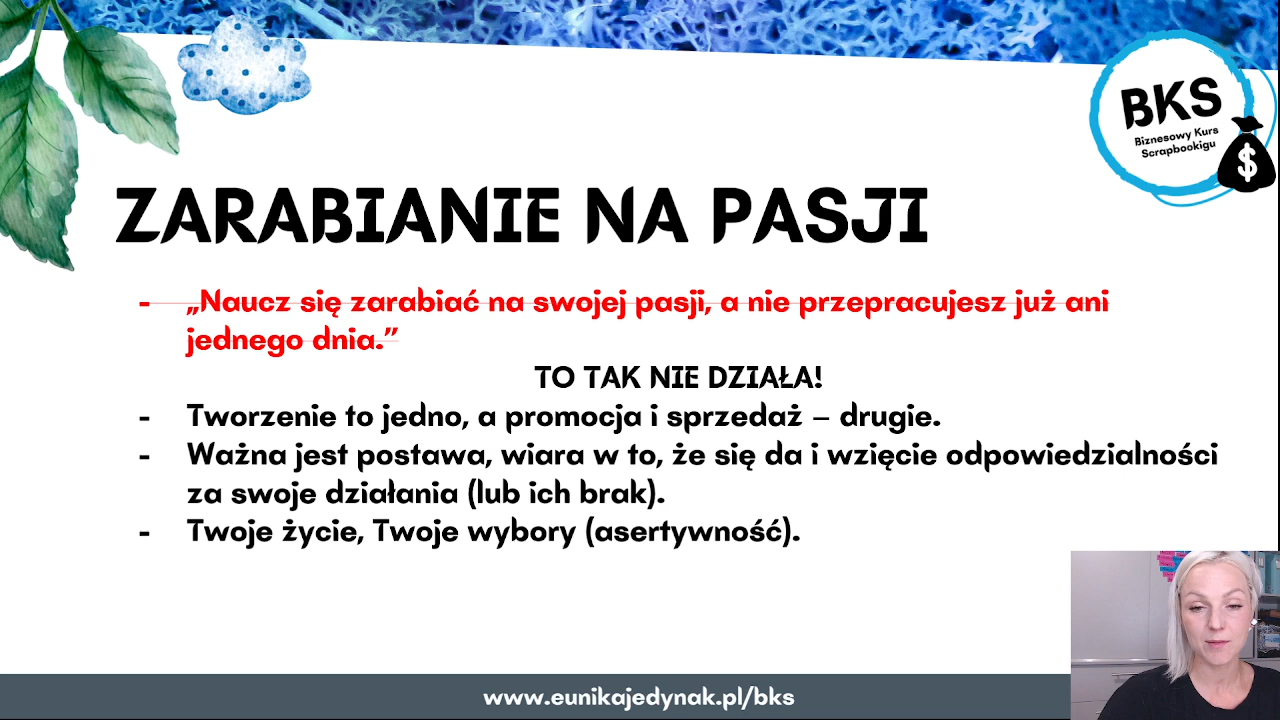 BKS
Biznesowy Kurs
Scrapbookigu
$
ZARABIANIE NA PASJI
- „Naucz się zarabiać na swojej pasji, a nie przepracujesz już ani
jednego dnia.”
TO TAK NIE DZIAŁA!
- Tworzenie to jedno, a promocja i sprzedaż – drugie.
- Ważna jest postawa, wiara w to, że się da i wzięcie odpowiedzialności
za swoje działania (lub ich brak).
- Twoje życie, Twoje wybory (asertywność).
www.eunikajedynak.pl/bks